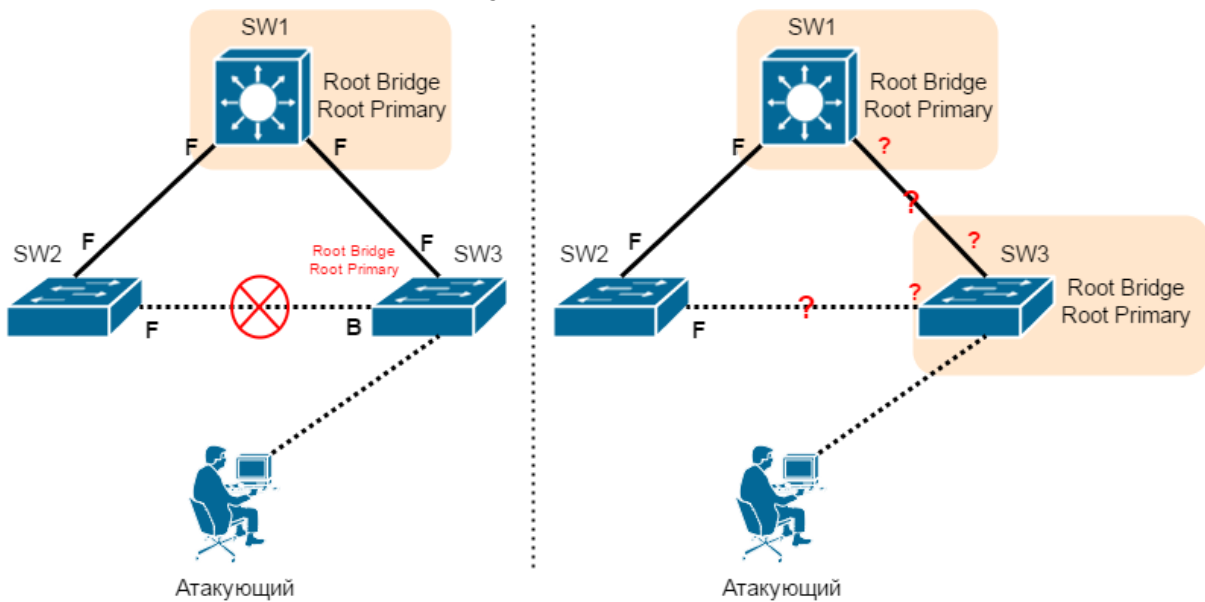 SW1
Root Bridge
Root Primary
F
F
SW2
F
Root Bridge
Root Primary
F
SW3
F
B
Атакующий
SW1
Root Bridge
Root Primary
F
?
?
SW2
F
?
SW3
?
?
F
Root Bridge
Root Primary
Атакующий